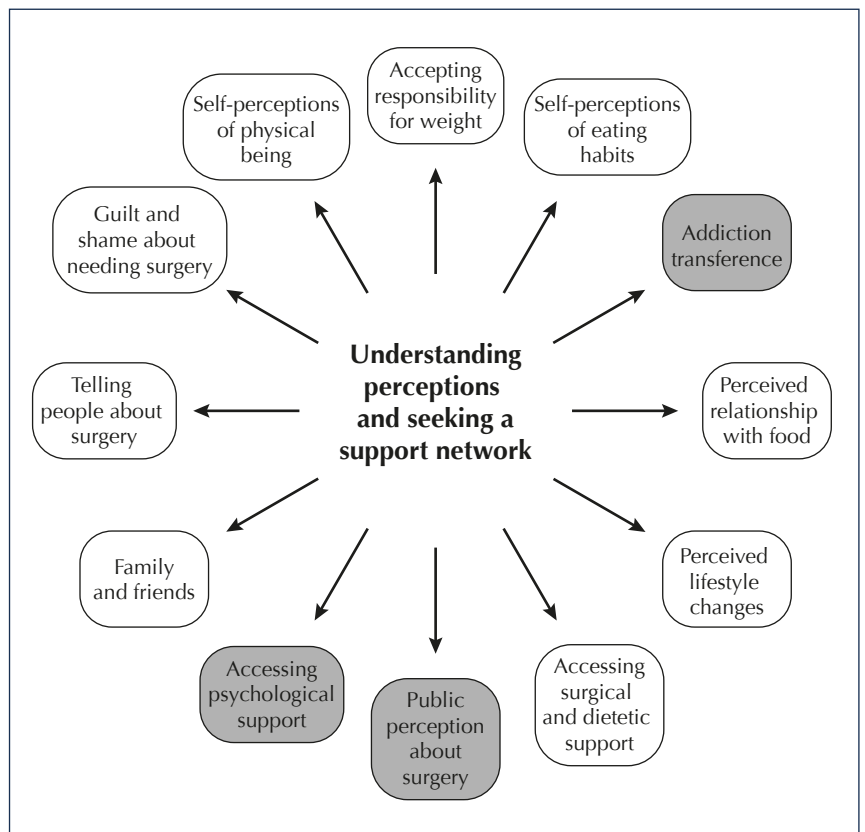 Accepting
responsibility
for weight
Self-perceptions
of eating
habits
Addiction
transference
Perceived
relationship
with food
Perceived
lifestyle
changes
Accessing
surgical
and dietetic
support
Public
perception
about
surgery
Accessing
psychological
support
Family
and friends
Telling
people about
surgery
Guilt and
shame about
needing surgery
Self-perceptions
of physical
being
Understanding
perceptions
and seeking a
support network